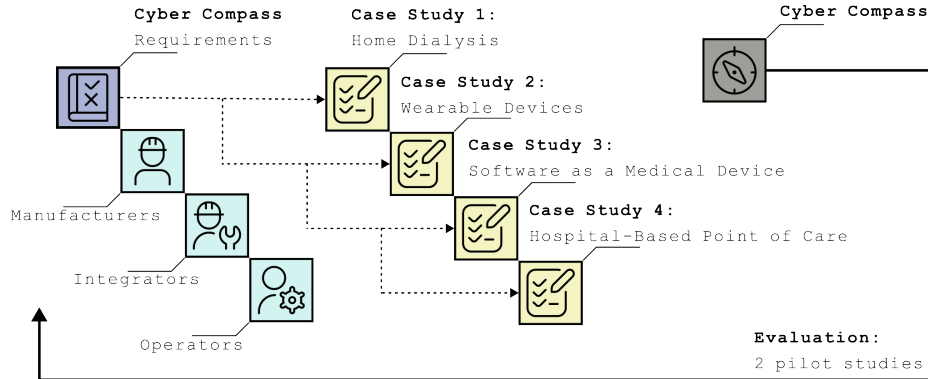 Cyber Compass
Requirements
Case Study 1:
Home Dialysis
Cyber Compass
Case Study 2:
Wearable Devices
Case Study 3:
Software as a Medical Device
Manufacturers
Case Study 4:
Hospital-Based Point of Care
Integrators
Operators
Evaluation:
2 pilot studies